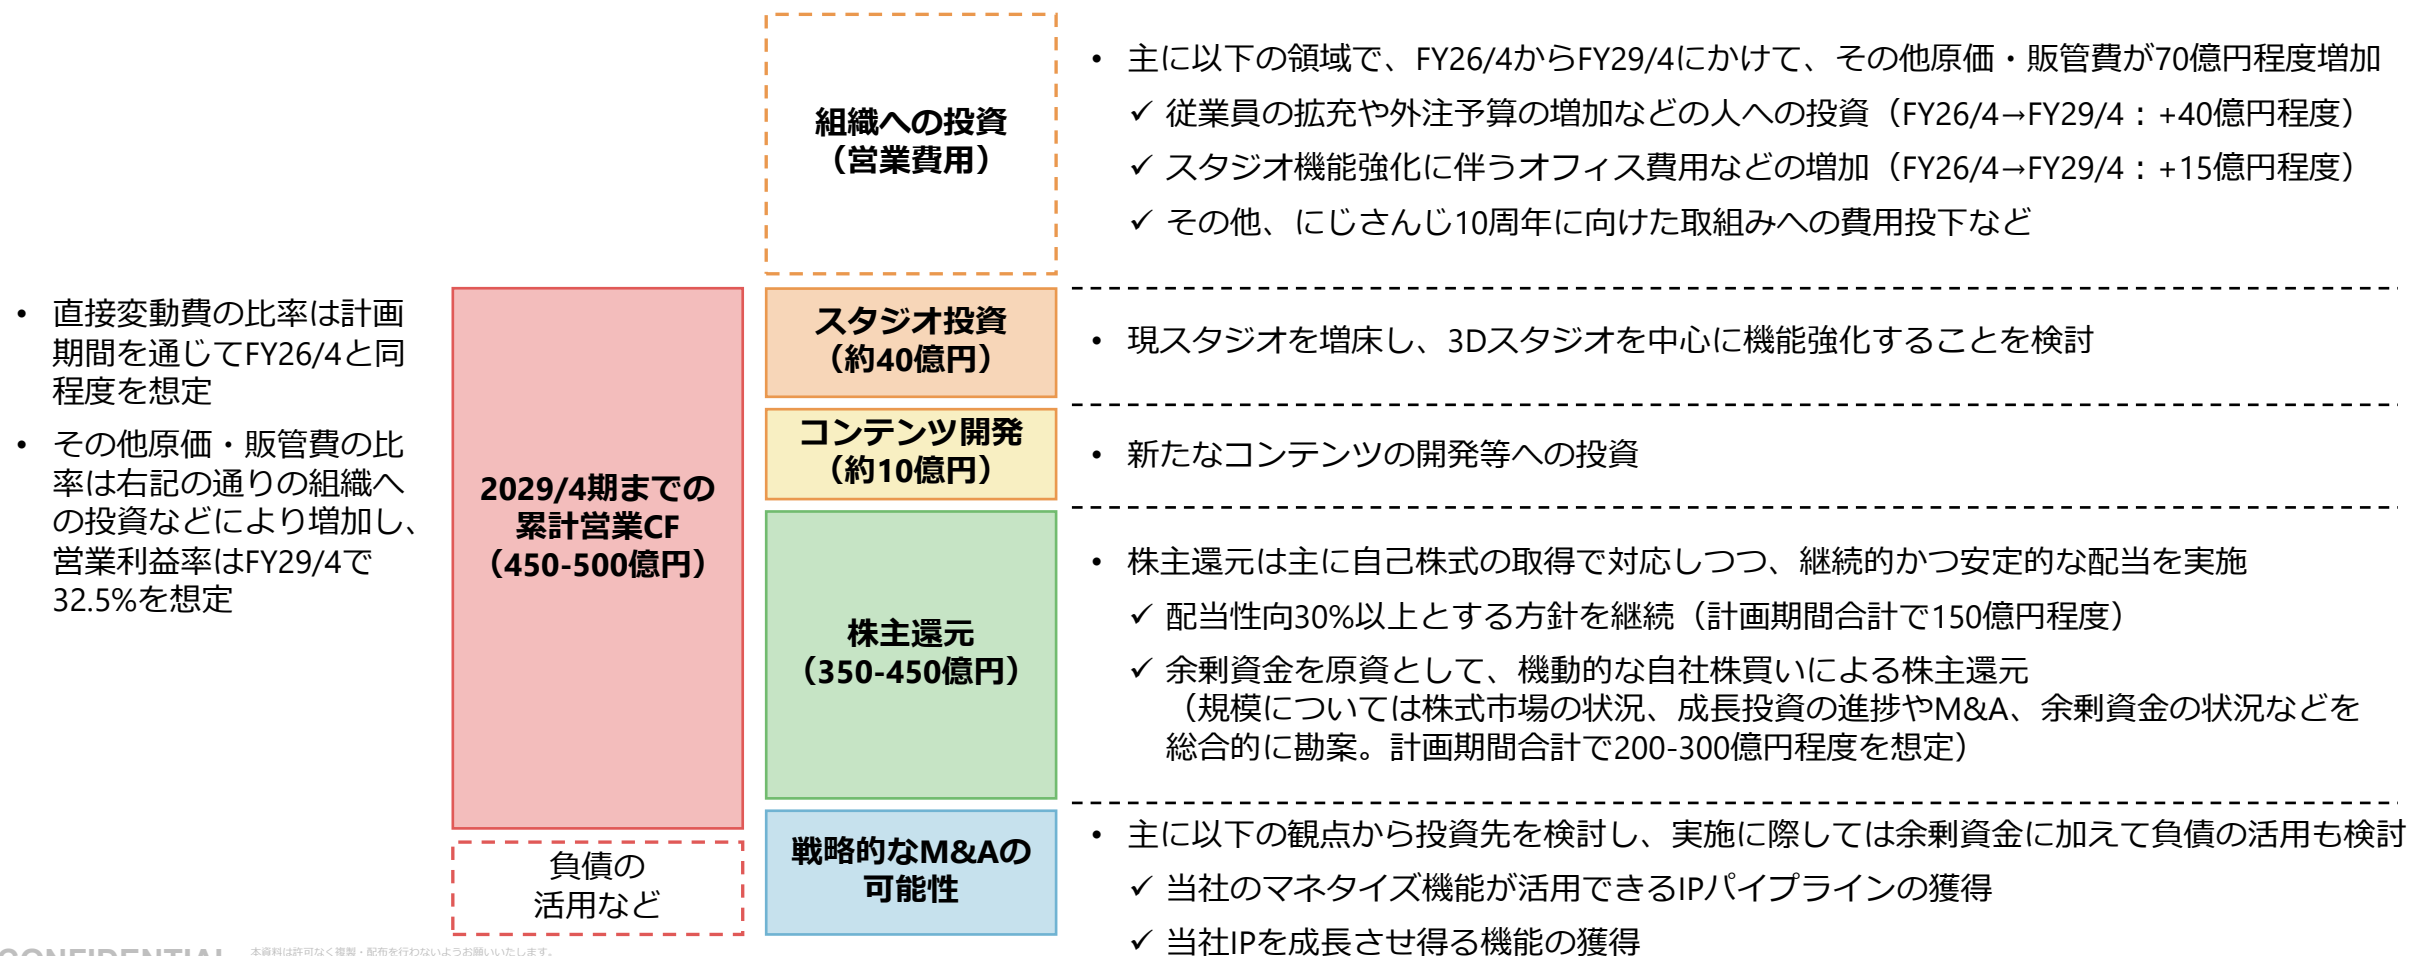 • 直接変動費の比率は計画
期間を通じてFY26/4と同
程度を想定
• その他原価・販管費の比
率は右記の通りの組織へ
の投資などにより増加し、
営業利益率はFY29/4で
32.5%を想定
2029/4期までの
累計営業CF
（450-500億円）
負債の
活用など
組織への投資
（営業費用）
• 主に以下の領域で、FY26/4からFY29/4にかけて、その他原価・販管費が70億円程度増加
✓ 従業員の拡充や外注予算の増加などの人への投資（FY26/4→FY29/4：+40億円程度）
✓ スタジオ機能強化に伴うオフィス費用などの増加（FY26/4→FY29/4：+15億円程度）
✓ その他、にじさんじ10周年に向けた取組みへの費用投下など
スタジオ投資
（約40億円）
• 現スタジオを増床し、3Dスタジオを中心に機能強化することを検討
コンテンツ開発
（約10億円）
• 新たなコンテンツの開発等への投資
株主還元
（350-450億円）
• 株主還元は主に自己株式の取得で対応しつつ、継続的かつ安定的な配当を実施
✓ 配当性向30%以上とする方針を継続（計画期間合計で150億円程度）
✓ 余剰資金を原資として、機動的な自社株買いによる株主還元
（規模については株式市場の状況、成長投資の進捗やM&A、余剰資金の状況などを
総合的に勘案。計画期間合計で200-300億円程度を想定）
戦略的なM&Aの
可能性
• 主に以下の観点から投資先を検討し、実施に際しては余剰資金に加えて負債の活用も検討
✓ 当社のマネタイズ機能が活用できるIPパイプラインの獲得
✓ 当社IPを成長させ得る機能の獲得
CONFIDENTIAL 本資料は許可なく複製・配布を行わないようお願いいたします。